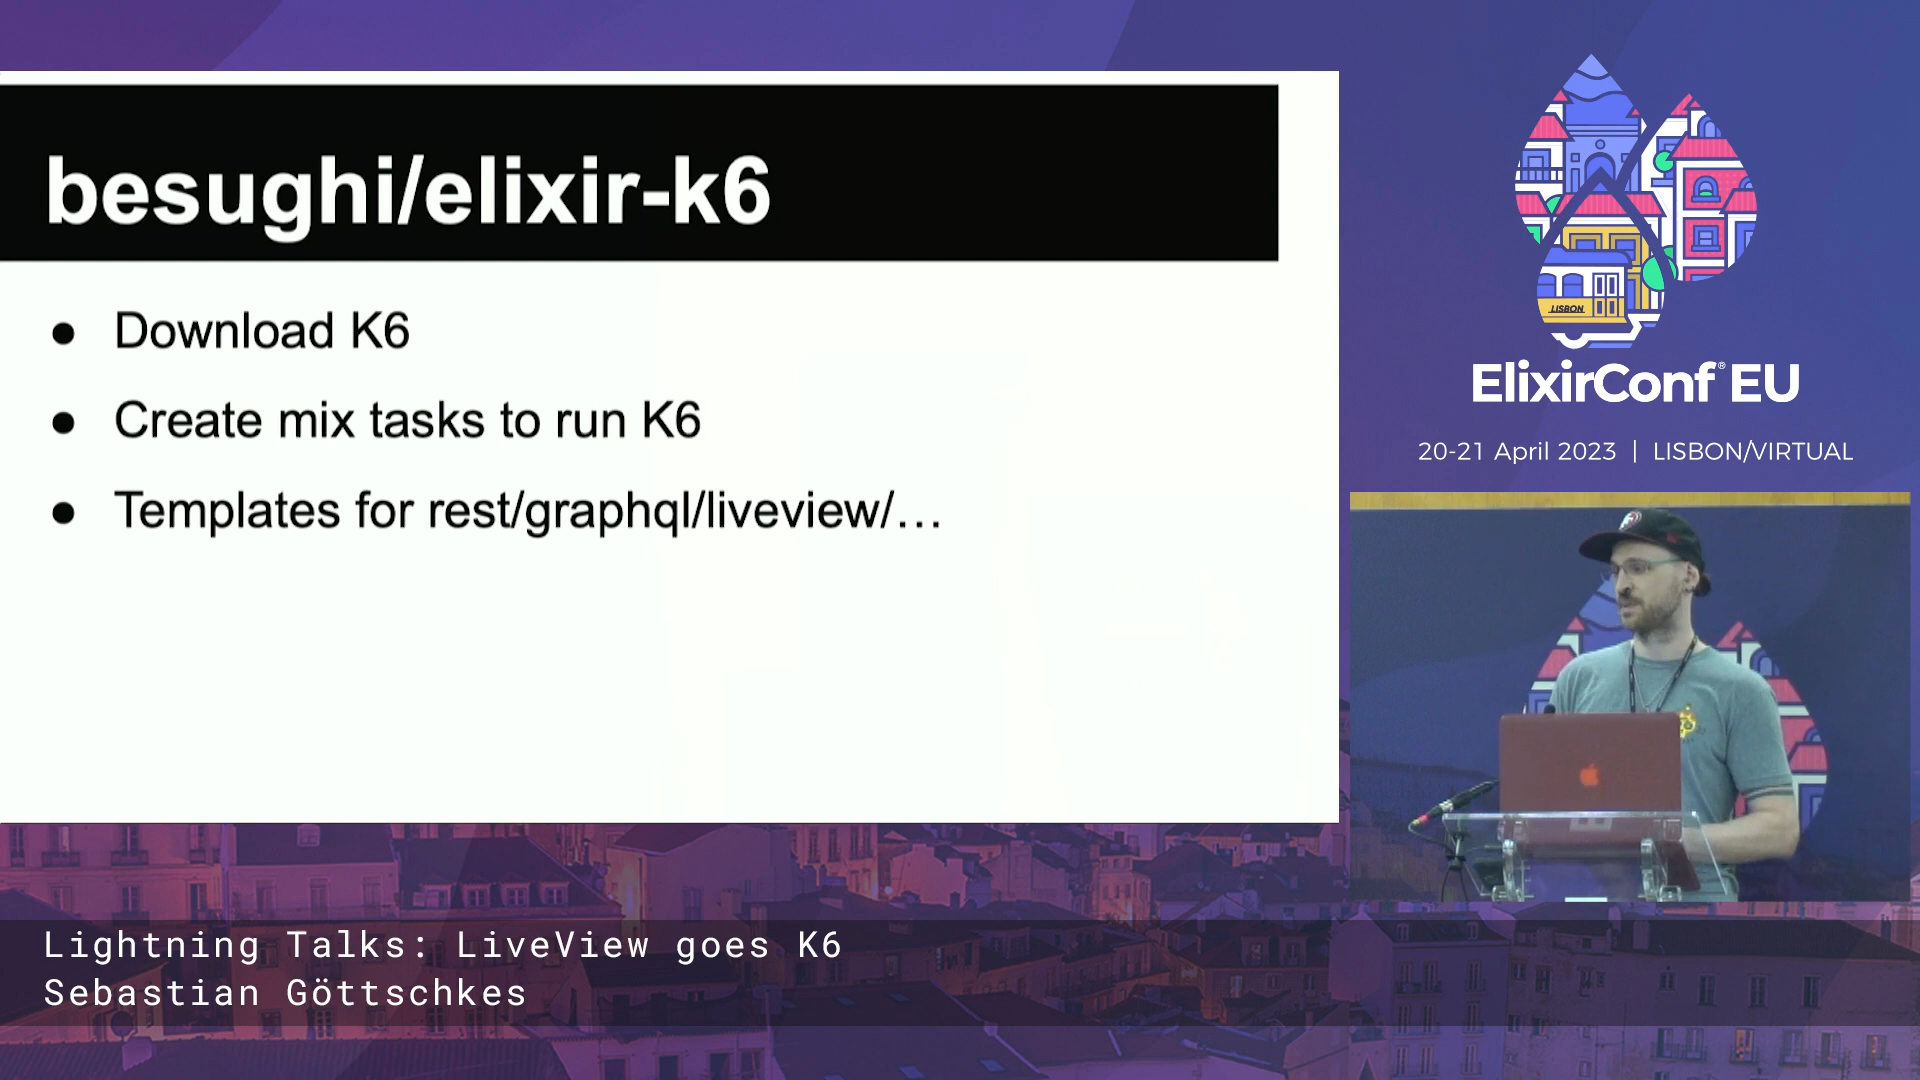 besughi/elixir-k6
● Download K6
● Create mix tasks to run K6
● Templates for rest/graphql/liveview/…
LISBON
ElixirConf® EU
20-21 April 2023 | LISBON/VIRTUAL
Lightning Talks: LiveView goes K6
Sebastian Göttschkes